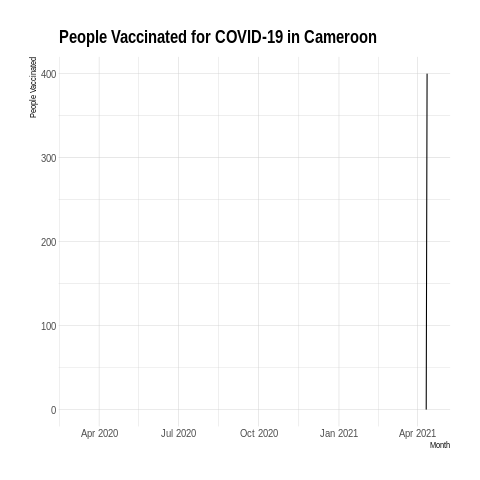 People Vaccinated for COVID-19 in Cameroon
People Vaccinated
400
300
200
100
0
Apr 2020 Jul 2020 Oct 2020 Jan 2021 Apr 2021
Month